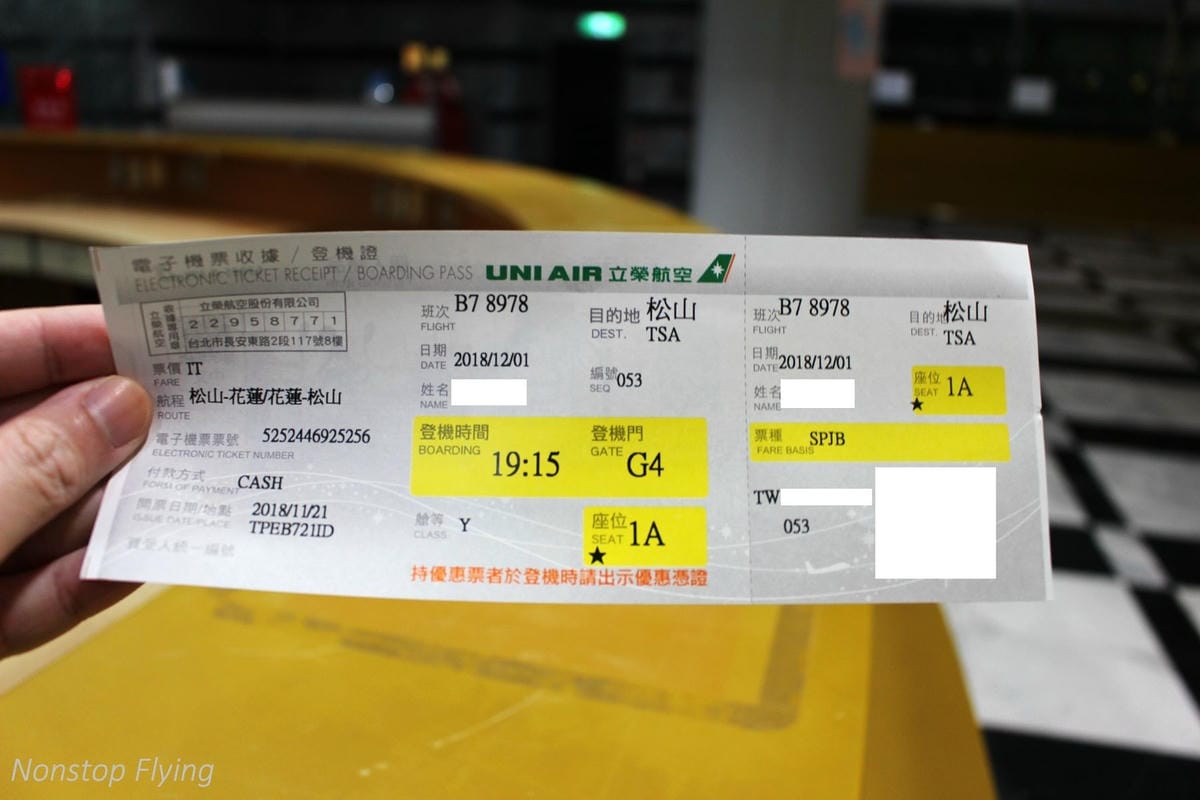 電子機票收據 / 登機證
ELECTRONIC TICKET RECEIPT / BOARDING PASS
UNI AIR 立榮航空
立榮航空
收據專用章
立榮航空股份有限公司
22958771
台北市長安東路2段117號8樓
票價 IT
FARE
航程 松山-花蓮/花蓮-松山
ROUTE
電子機票票號 5252446925256
ELECTRONIC TICKET NUMBER
付款方式 CASH
FORM OF PAYMENT
開票日期/地點 2018/11/21
ISSUE DATE-PLACE TPEB721ID
買受人統一編號
班次 B7 8978
FLIGHT
目的地 松山
DEST. TSA
日期 2018/12/01
DATE
編號 053
SEQ
姓名
NAME
登機時間 登機門
BOARDING 19:15 GATE G4
艙等 Y
CLASS
座位 1A
SEAT
★
持優惠票者於登機時請出示優惠憑證
班次 B7 8978
FLIGHT
目的地 松山
DEST. TSA
日期 2018/12/01
DATE
姓名
NAME
座位 1A
SEAT
★
票種 SPJB
FARE BASIS
TW
053
Nonstop Flying